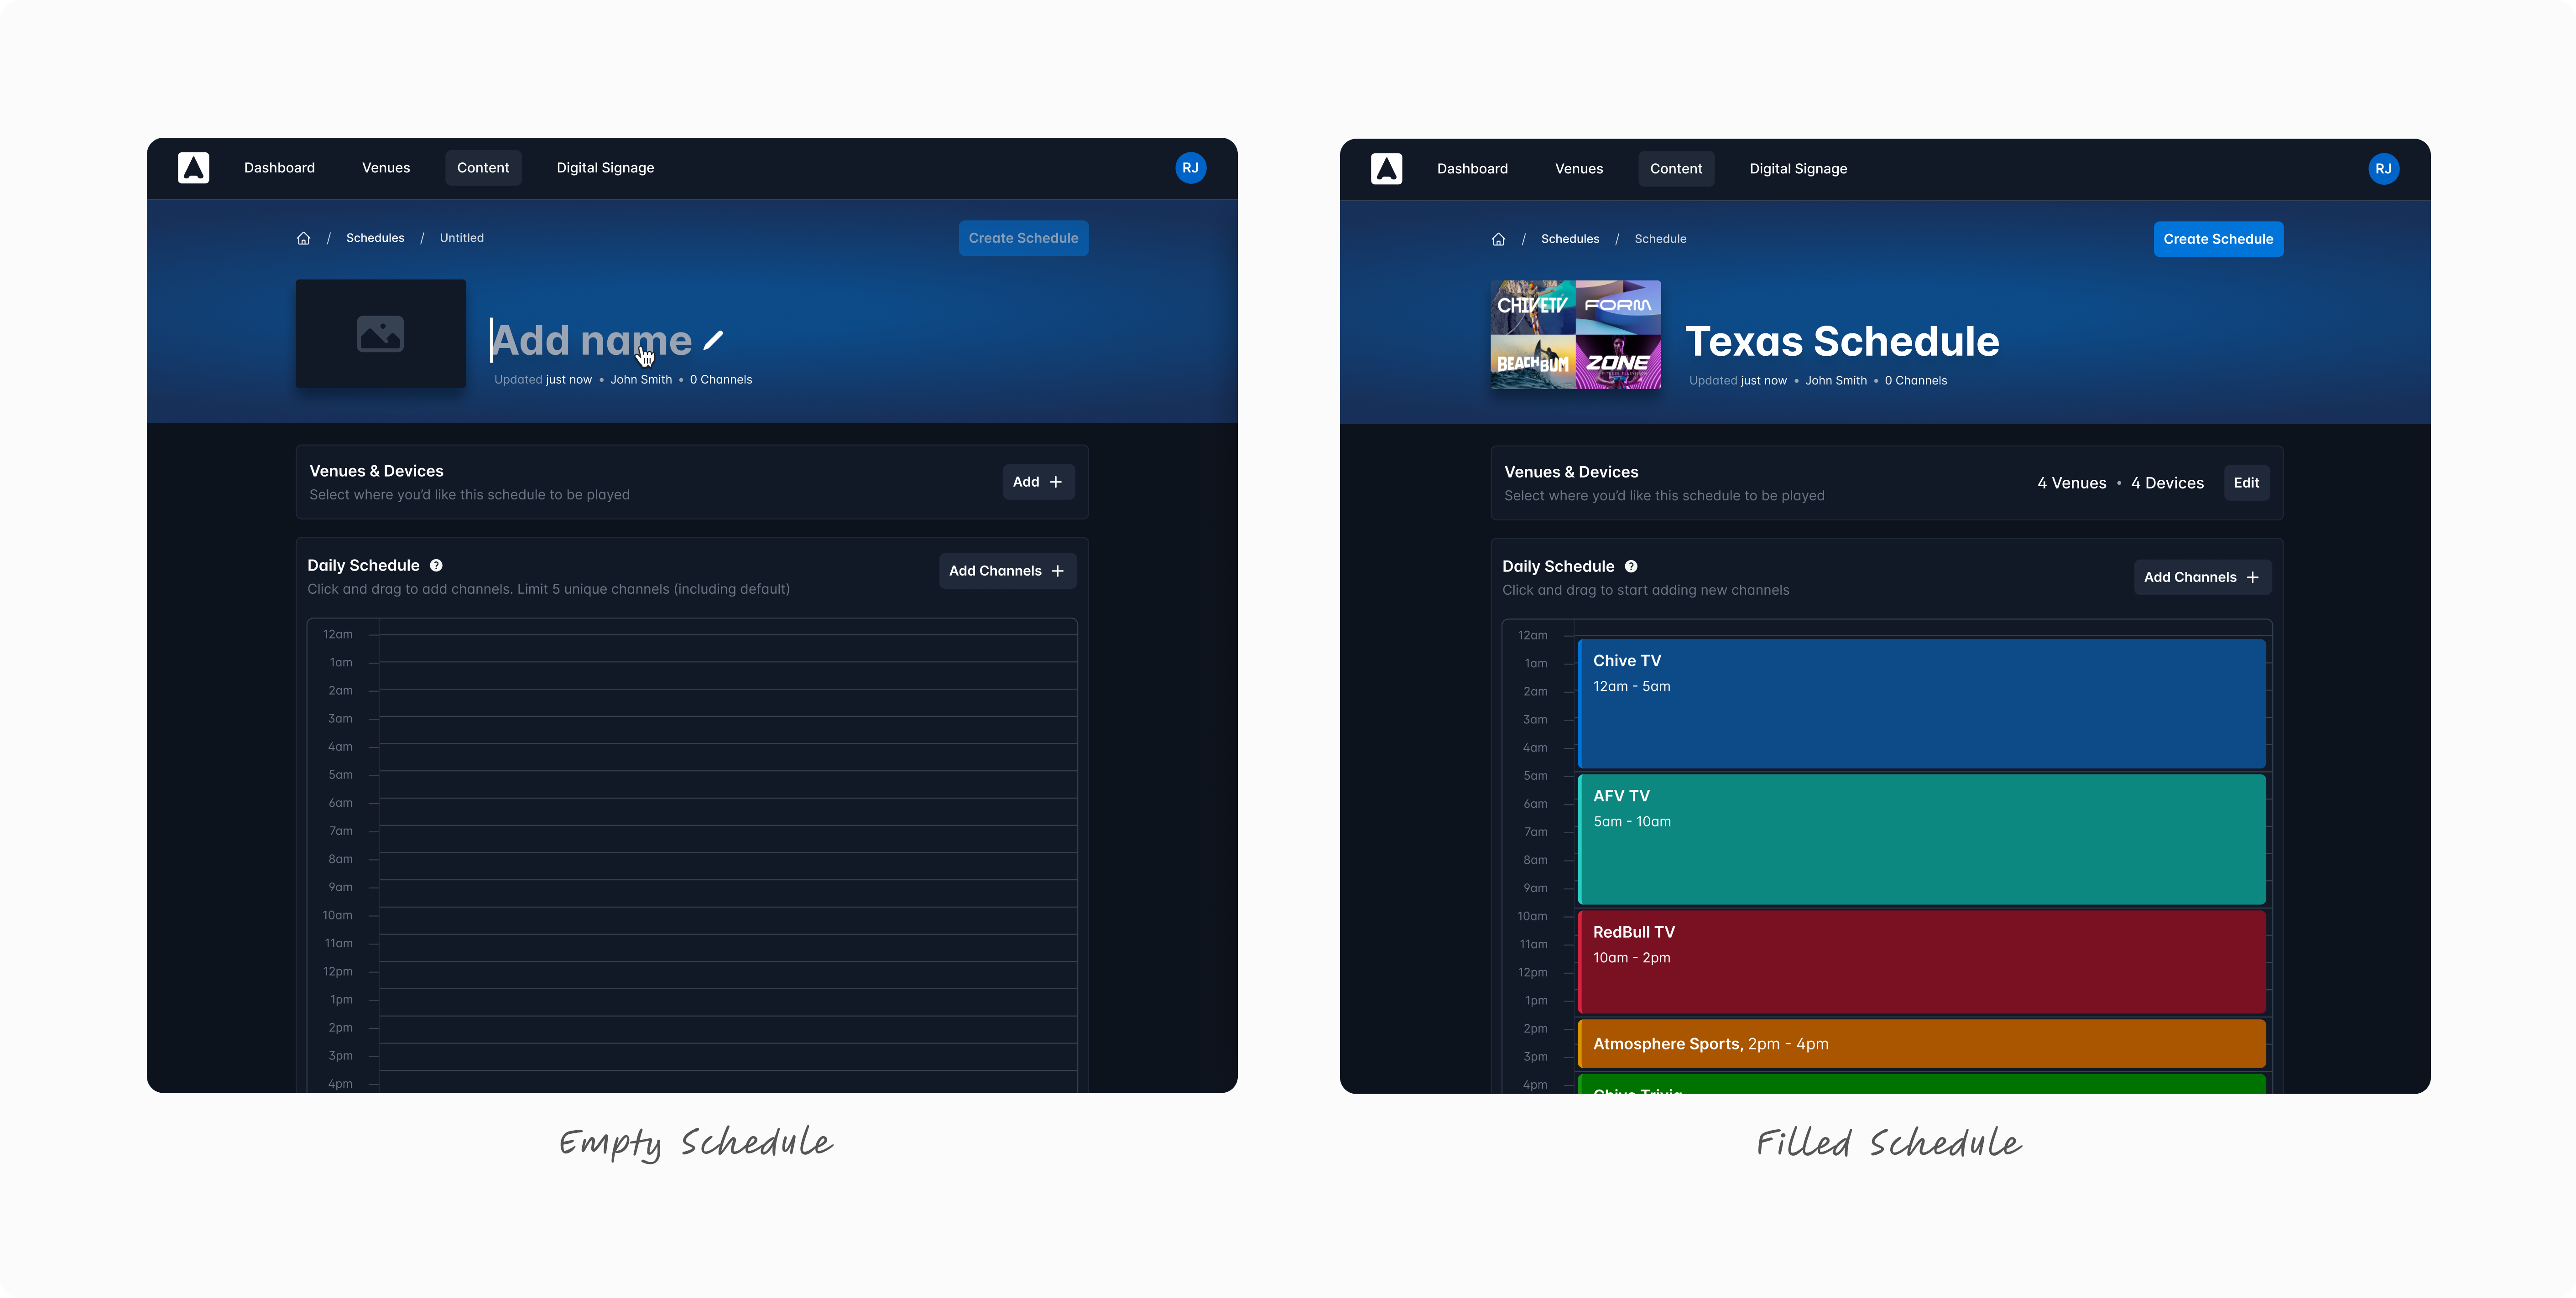 Dashboard Venues Content Digital Signage RJ
/ Schedules / Untitled Create Schedule
Add name
Updated just now • John Smith • 0 Channels
Venues & Devices
Select where you'd like this schedule to be played
Add +
Daily Schedule ?
Click and drag to add channels. Limit 5 unique channels (including default)
Add Channels +
12am
1am
2am
3am
4am
5am
6am
7am
8am
9am
10am
11am
12pm
1pm
2pm
3pm
4pm
Empty Schedule
Dashboard Venues Content Digital Signage RJ
/ Schedules / Schedule Create Schedule
CHIVETV FORM
BEACHBUM ZONE
Texas Schedule
Updated just now • John Smith • 0 Channels
Venues & Devices
Select where you'd like this schedule to be played
4 Venues • 4 Devices Edit
Daily Schedule ?
Click and drag to start adding new channels
Add Channels +
12am
1am
2am
3am
4am
5am
6am
7am
8am
9am
10am
11am
12pm
1pm
2pm
3pm
4pm
Chive TV
12am - 5am
AFV TV
5am - 10am
RedBull TV
10am - 2pm
Atmosphere Sports, 2pm - 4pm
Chive Trivia
Filled Schedule